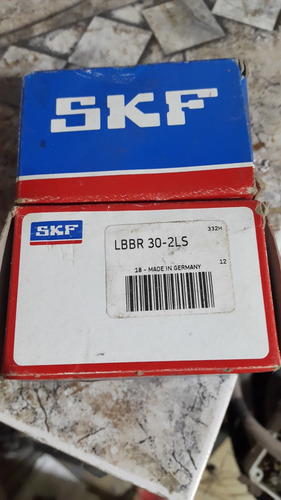 SKF
332H
SKF
LBBR 30-2LS
18 - MADE IN GERMANY 12